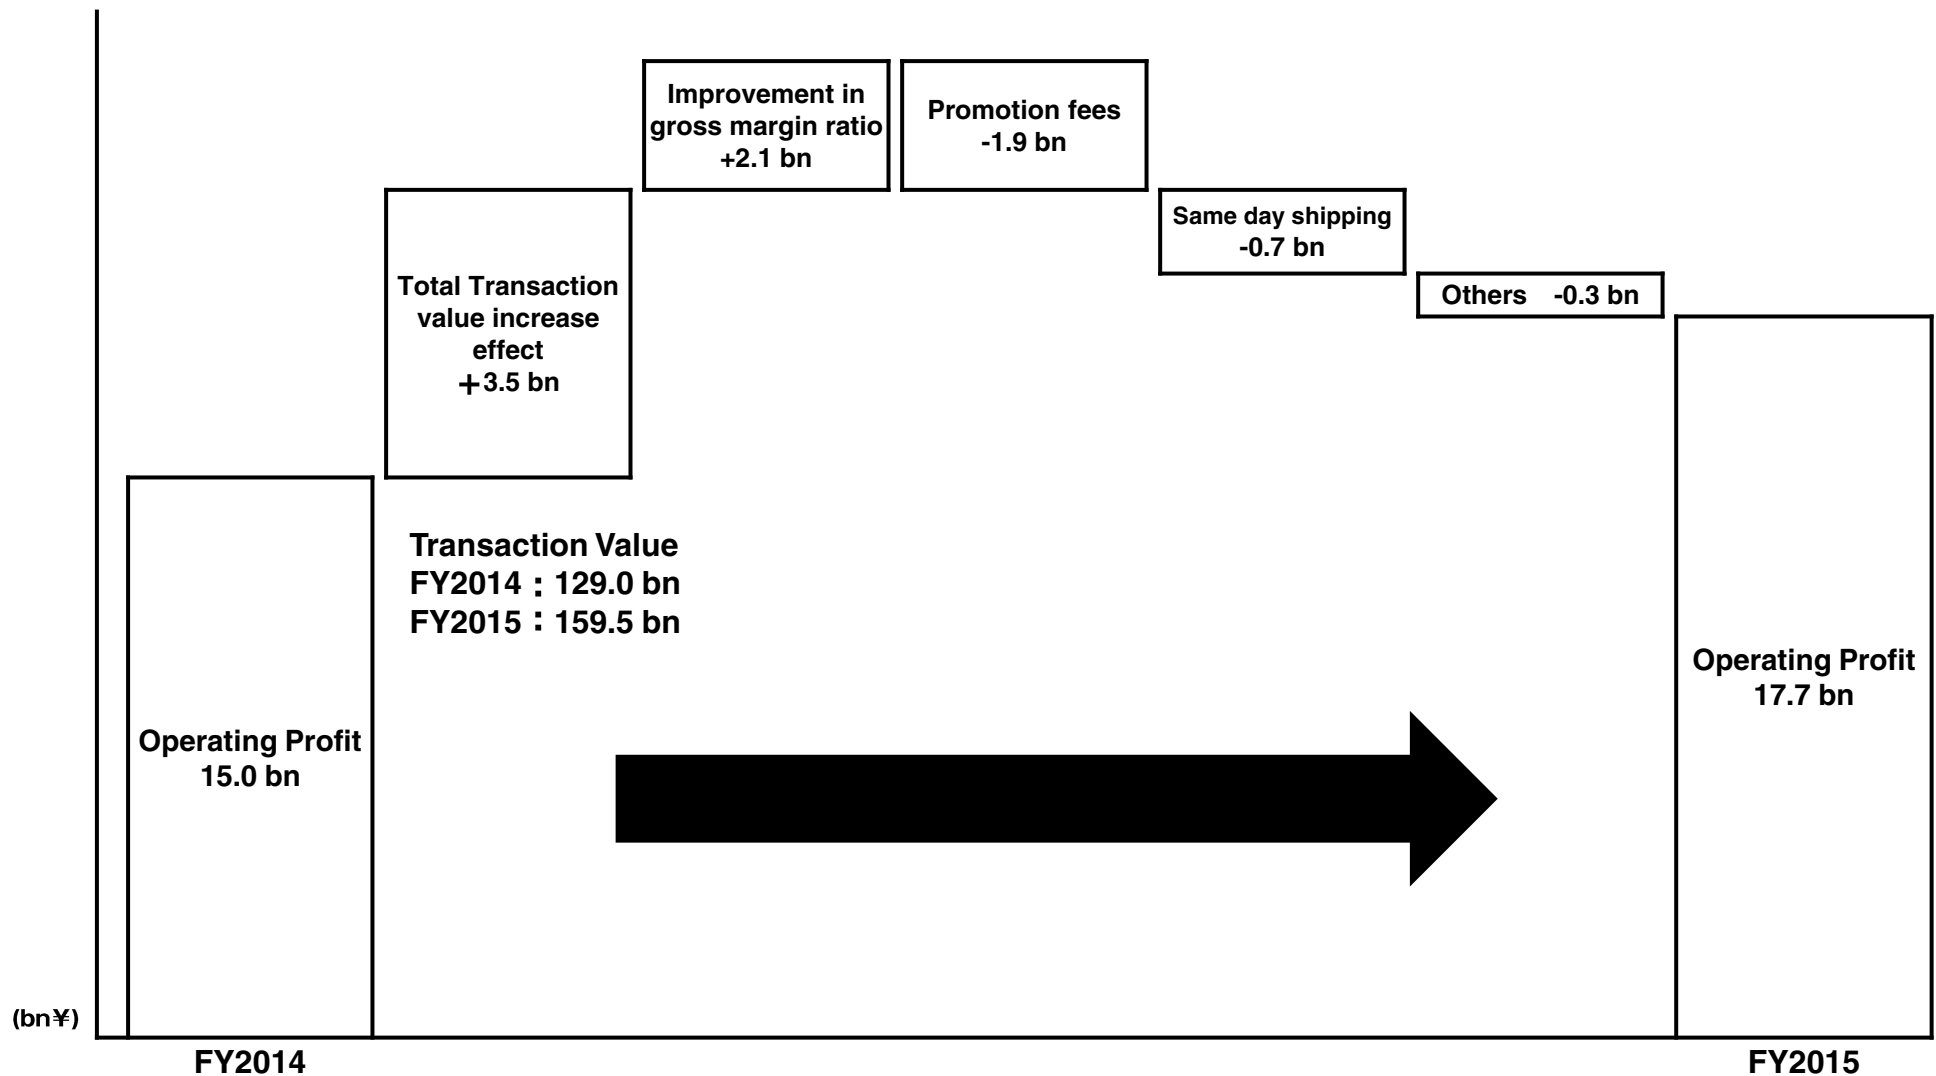 Improvement in
gross margin ratio
+2.1 bn
Promotion fees
-1.9 bn
Same day shipping
-0.7 bn
Others -0.3 bn
Total Transaction
value increase
effect
+3.5 bn
Transaction Value
FY2014:129.0 bn
FY2015:159.5 bn
Operating Profit
15.0 bn
Operating Profit
17.7 bn
(bn¥)
FY2014
FY2015